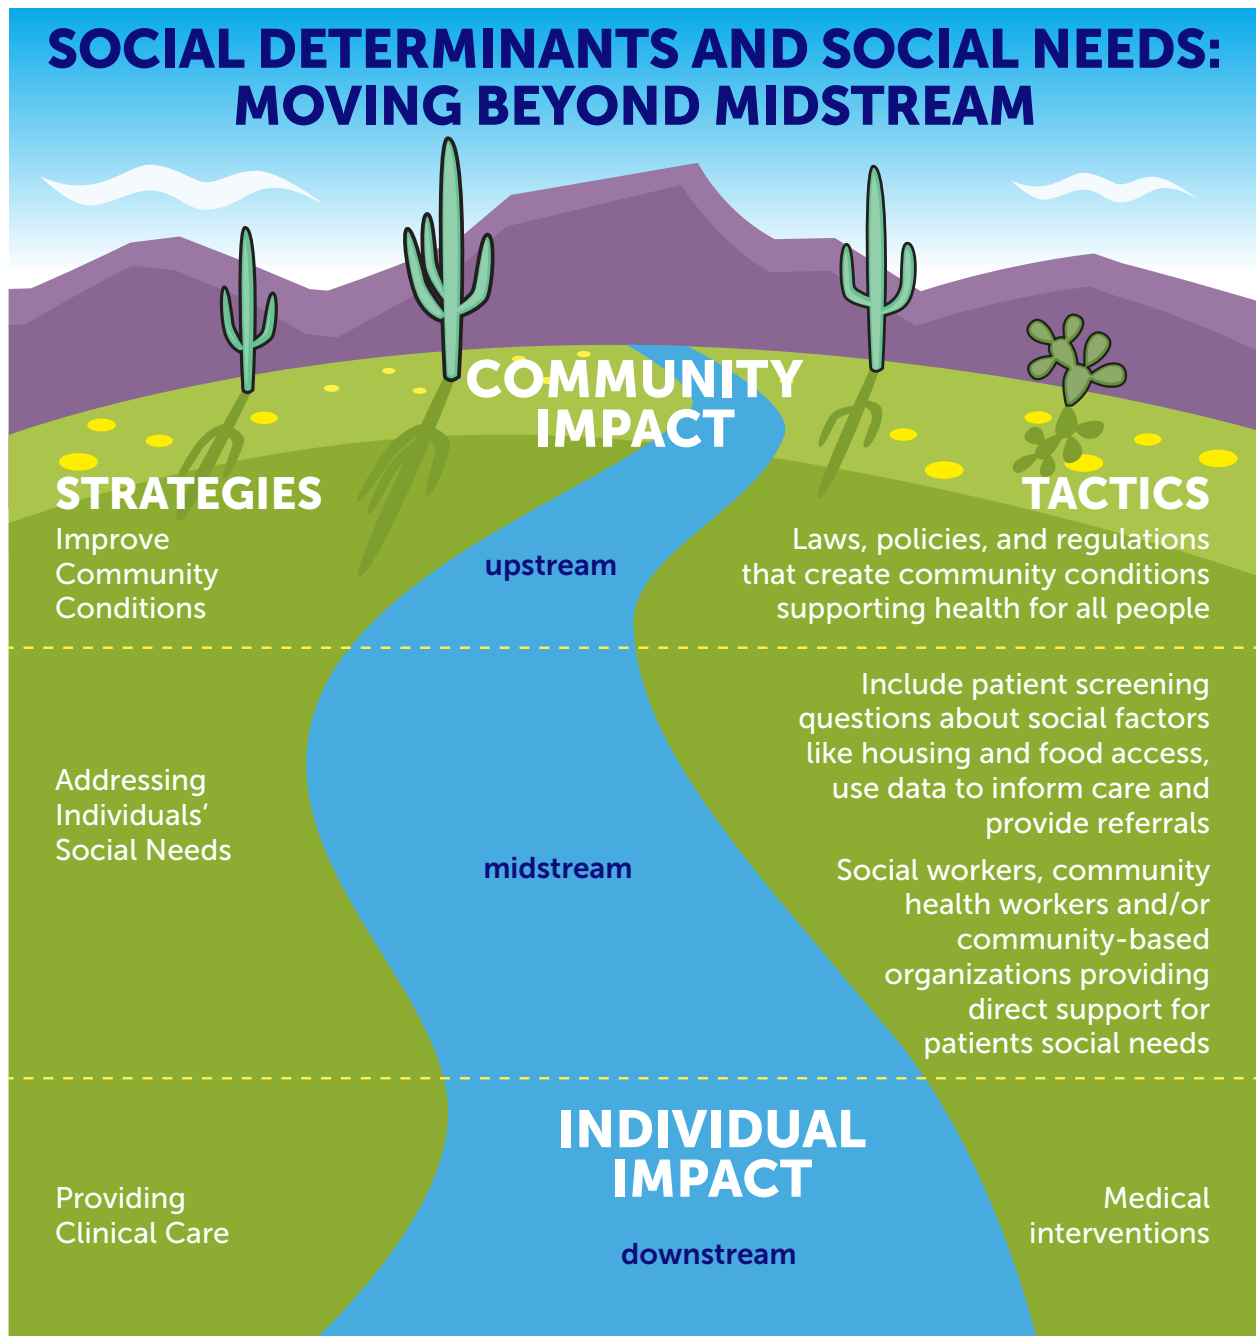 SOCIAL DETERMINANTS AND SOCIAL NEEDS:
MOVING BEYOND MIDSTREAM
COMMUNITY
IMPACT
STRATEGIES
TACTICS
Improve
Community
Conditions
upstream
Laws, policies, and regulations
that create community conditions
supporting health for all people
Addressing
Individuals’
Social Needs
midstream
Include patient screening
questions about social factors
like housing and food access,
use data to inform care and
provide referrals
Social workers, community
health workers and/or
community-based
organizations providing
direct support for
patients social needs
INDIVIDUAL
IMPACT
Providing
Clinical Care
downstream
Medical
interventions